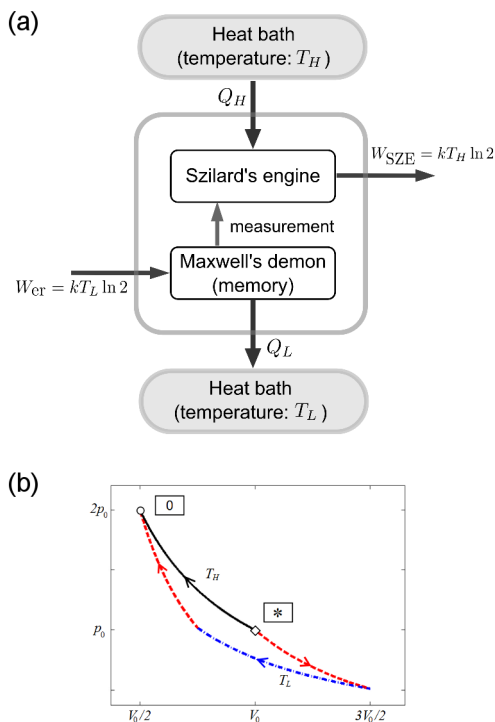 (a)
Heat bath
(temperature: T_H)
Q_H
W_SZE = kT_H ln 2
Szilard's engine
measurement
Maxwell's demon
(memory)
W_er = kT_L ln 2
Q_L
Heat bath
(temperature: T_L)
(b)
2p_0
0
T_H
*
p_0
T_L
V_0/2
V_0
3V_0/2